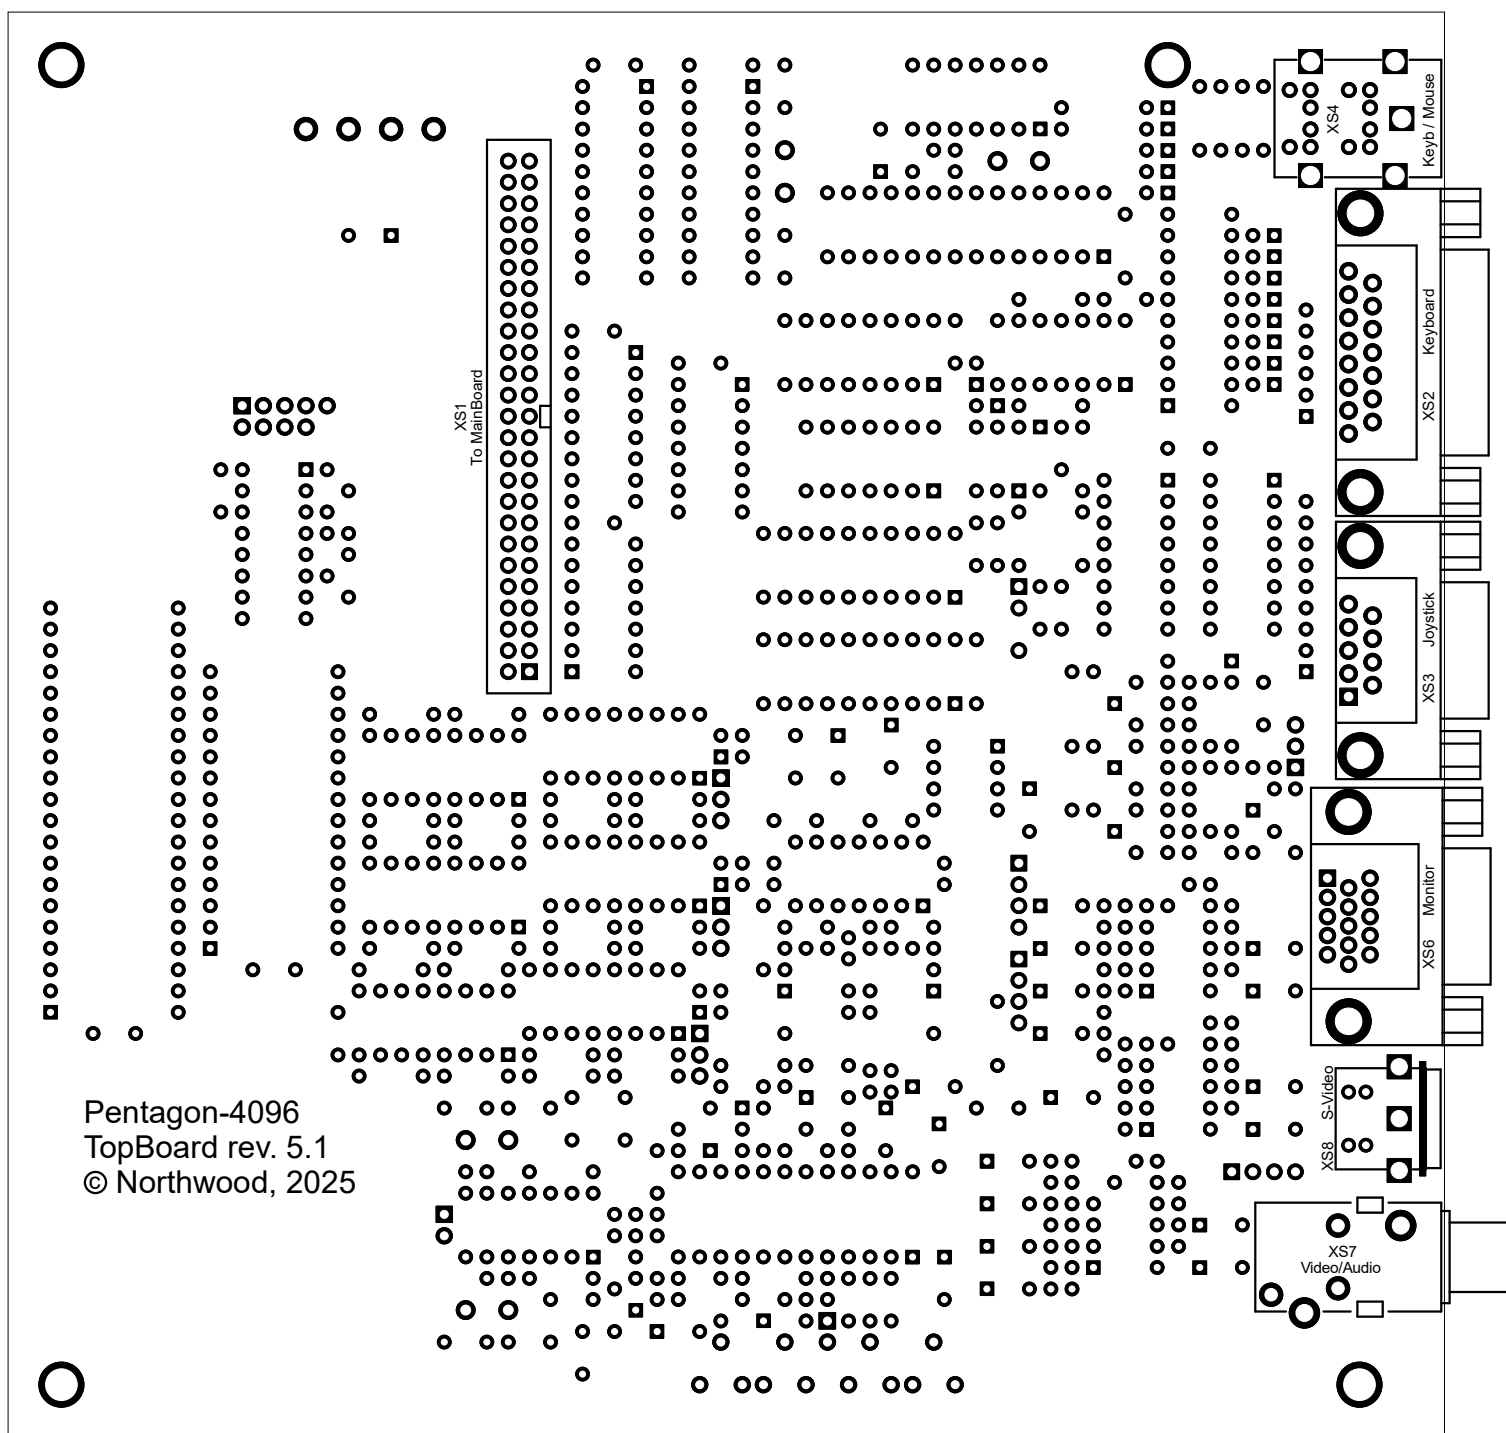 XS4
Keyb / Mouse
XS1
To MainBoard
XS2
Keyboard
XS3
Joystick
XS6
Monitor
XS8
S-Video
XS7
Video/Audio
Pentagon-4096
TopBoard rev. 5.1
© Northwood, 2025